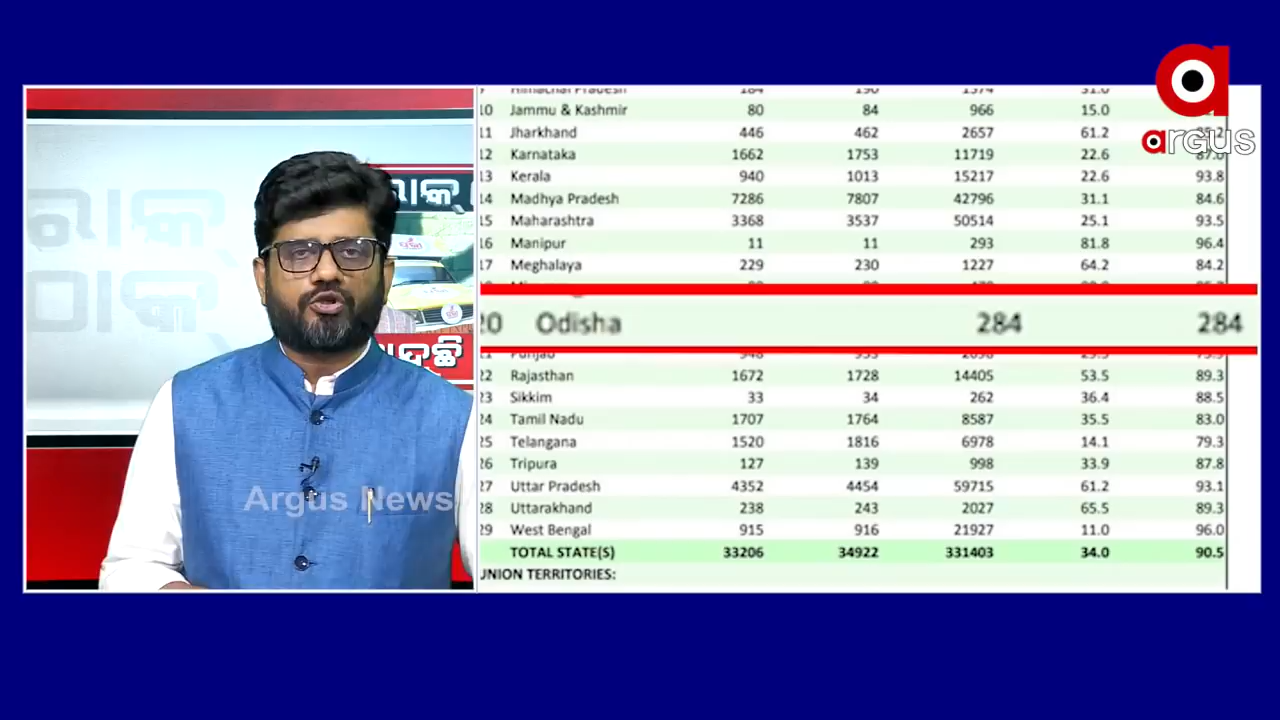 ରୋକ୍
ଠୋକ୍
ରୋକ୍
Argus News
argus
10 Jammu & Kashmir 80 84 966 15.0
11 Jharkhand 446 462 2657 61.2
12 Karnataka 1662 1753 11719 22.6 87.0
13 Kerala 940 1013 15217 22.6 93.8
14 Madhya Pradesh 7286 7807 42796 31.1 84.6
15 Maharashtra 3368 3537 50514 25.1 93.5
16 Manipur 11 11 293 81.8 96.4
17 Meghalaya 229 230 1227 64.2 84.2
20 Odisha 284 284
22 Rajasthan 1672 1728 14405 53.5 89.3
23 Sikkim 33 34 262 36.4 88.5
24 Tamil Nadu 1707 1764 8587 35.5 83.0
25 Telangana 1520 1816 6978 14.1 79.3
26 Tripura 127 139 998 33.9 87.8
27 Uttar Pradesh 4352 4454 59715 61.2 93.1
28 Uttarakhand 238 243 2027 65.5 89.3
29 West Bengal 915 916 21927 11.0 96.0
TOTAL STATE(S) 33206 34922 331403 34.0 90.5
UNION TERRITORIES: